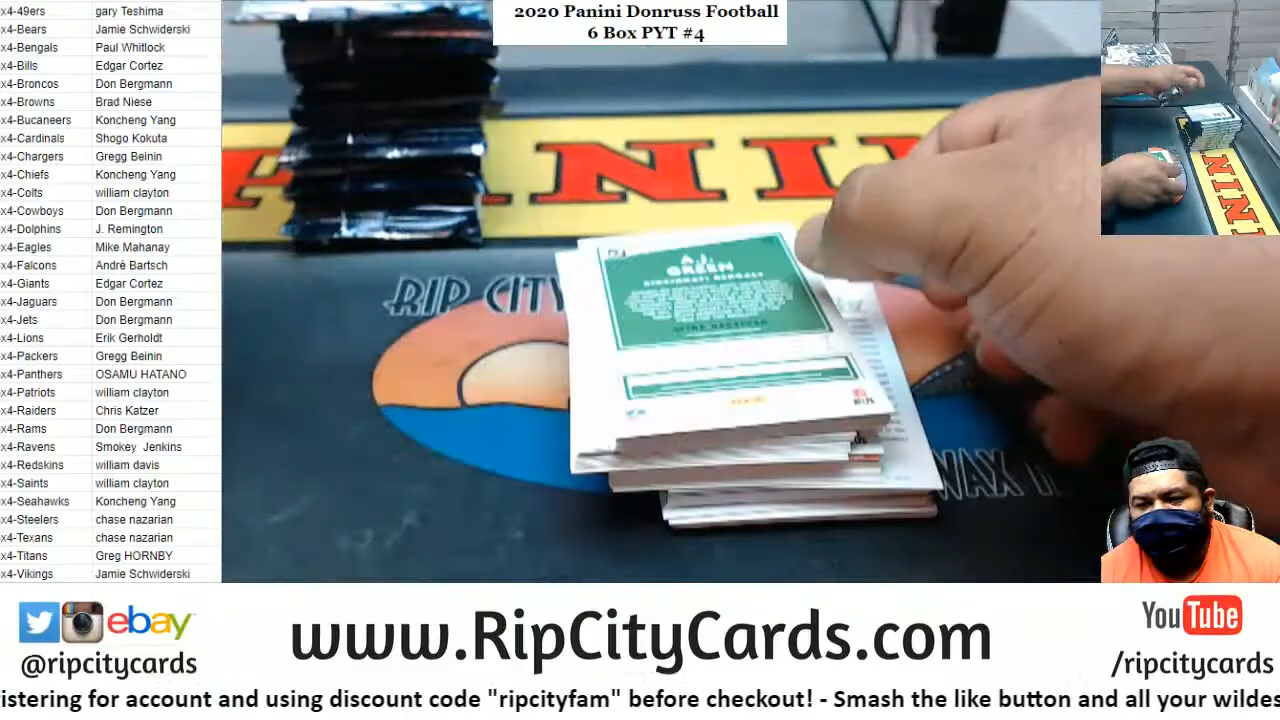 2020 Panini Donruss Football
6 Box PYT #4
x4-49ers gary Teshima
x4-Bears Jamie Schwiderski
x4-Bengals Paul Whitlock
x4-Bills Edgar Cortez
x4-Broncos Don Bergmann
x4-Browns Brad Niese
x4-Bucaneers Koncheng Yang
x4-Cardinals Shogo Kokuta
x4-Chargers Gregg Beinin
x4-Chiefs Koncheng Yang
x4-Colts william clayton
x4-Cowboys Don Bergmann
x4-Dolphins J. Remington
x4-Eagles Mike Mahanay
x4-Falcons André Bartsch
x4-Giants Edgar Cortez
x4-Jaguars Don Bergmann
x4-Jets Don Bergmann
x4-Lions Erik Gerholdt
x4-Packers Gregg Beinin
x4-Panthers OSAMU HATANO
x4-Patriots william clayton
x4-Raiders Chris Katzer
x4-Rams Don Bergmann
x4-Ravens Smokey Jenkins
x4-Redskins william davis
x4-Saints william clayton
x4-Seahawks Koncheng Yang
x4-Steelers chase nazarian
x4-Texans chase nazarian
x4-Titans Greg HORNBY
x4-Vikings Jamie Schwiderski
ANINI
NIN
RIP CITY
WAX
A.J.
GREEN
CINCINNATI BENGALS
WIDE RECEIVER
ebay
@ripcitycards
www.RipCityCards.com
YouTube
/ripcitycards
istering for account and using discount code "ripcityfam" before checkout! - Smash the like button and all your wildes